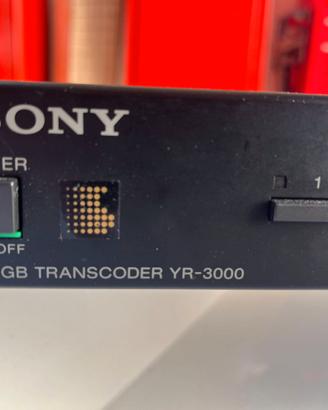 SONY
ER
1
OFF
GB TRANSCODER YR-3000